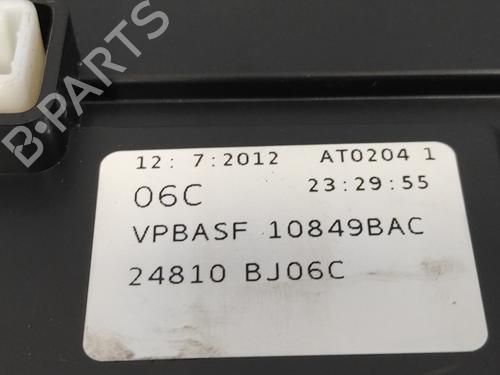 B-PARTS
12: 7:2012 AT0204 1
06C 23:29:55
VPBASF 10849BAC
24810 BJ06C